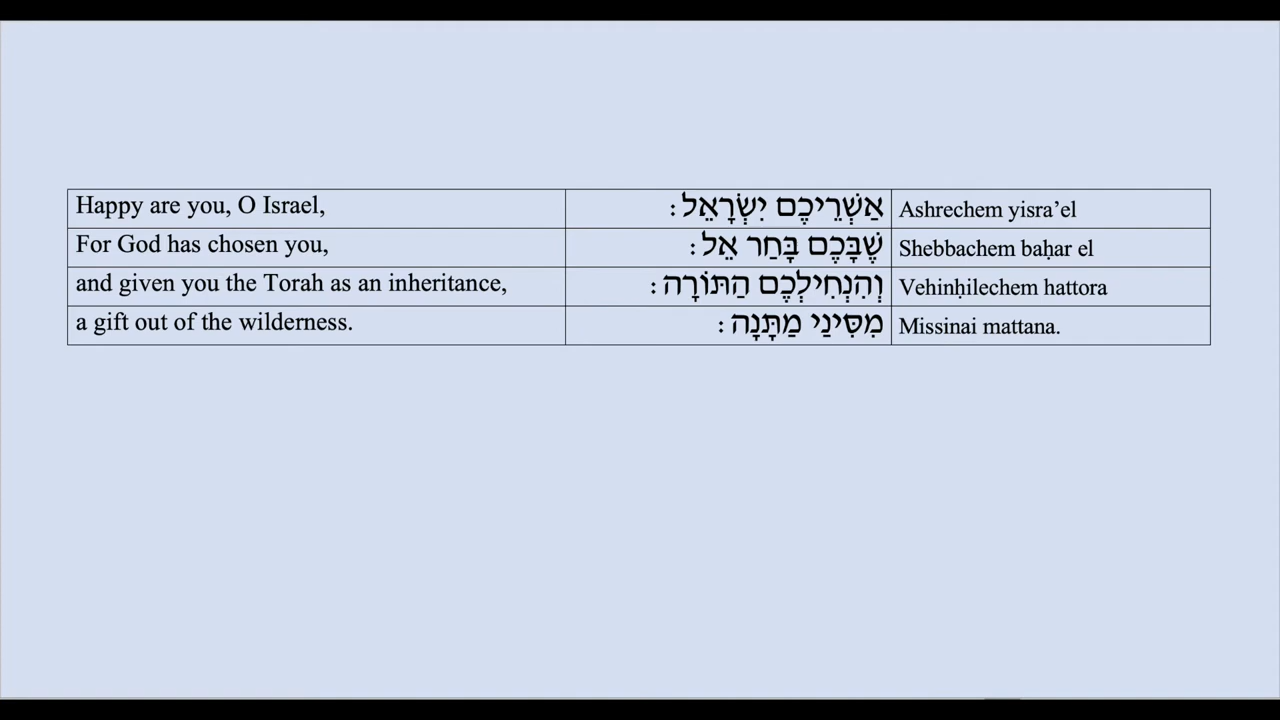 Happy are you, O Israel, אַשְׁרֵיכֶם יִשְׂרָאֵל׃ Ashrechem yisra’el
For God has chosen you, שֶׁבָּכֶם בָּחַר אֵל׃ Shebbachem baḥar el
and given you the Torah as an inheritance, וְהִנְחִילְכֶם הַתּוֹרָה׃ Vehinḥilechem hattora
a gift out of the wilderness. מִסִּינַי מַתָּנָה׃ Missinai mattana.